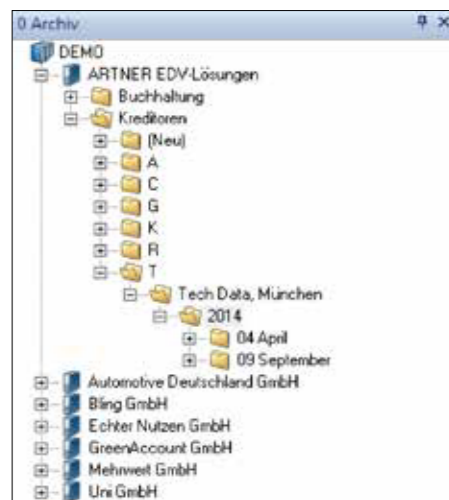 0 Archiv
DEMO
ARTNER EDV-Lösungen
Buchhaltung
Kreditoren
(Neu)
A
C
G
K
R
T
Tech Data, München
2014
04 April
09 September
Automotive Deutschland GmbH
Bling GmbH
Echter Nutzen GmbH
GreenAccount GmbH
Mehrwert GmbH
Uni GmbH